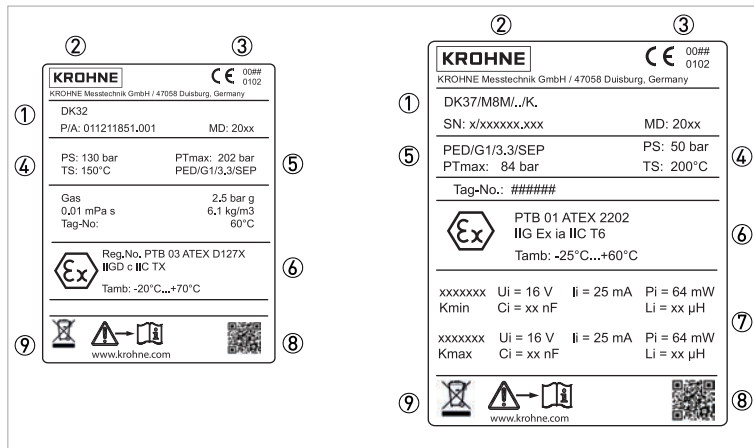 ② ③
KROHNE CE 00## 0102
KROHNE Messtechnik GmbH / 47058 Duisburg, Germany
① DK32
P/A: 011211851.001 MD: 20xx
④ PS: 130 bar PTmax: 202 bar ⑤
TS: 150°C PED/G1/3.3/SEP
Gas 2.5 bar g
0.01 mPa s 6.1 kg/m3
Tag-No: 60°C
Ex Reg.No. PTB 03 ATEX D127X
IIGD c IIC TX ⑥
Tamb: -20°C...+70°C
⑨ ⑧
www.krohne.com
② ③
KROHNE CE 00## 0102
KROHNE Messtechnik GmbH / 47058 Duisburg, Germany
① DK37/M8M/../K.
SN: x/xxxxxx.xxx MD: 20xx
⑤ PED/G1/3.3/SEP PS: 50 bar ④
PTmax: 84 bar TS: 200°C
Tag-No.: ######
Ex PTB 01 ATEX 2202
IIG Ex ia IIC T6 ⑥
Tamb: -25°C...+60°C
xxxxxxx Ui = 16 V Ii = 25 mA Pi = 64 mW
Kmin Ci = xx nF Li = xx µH
⑦
xxxxxxx Ui = 16 V Ii = 25 mA Pi = 64 mW
Kmax Ci = xx nF Li = xx µH
⑨ ⑧
www.krohne.com